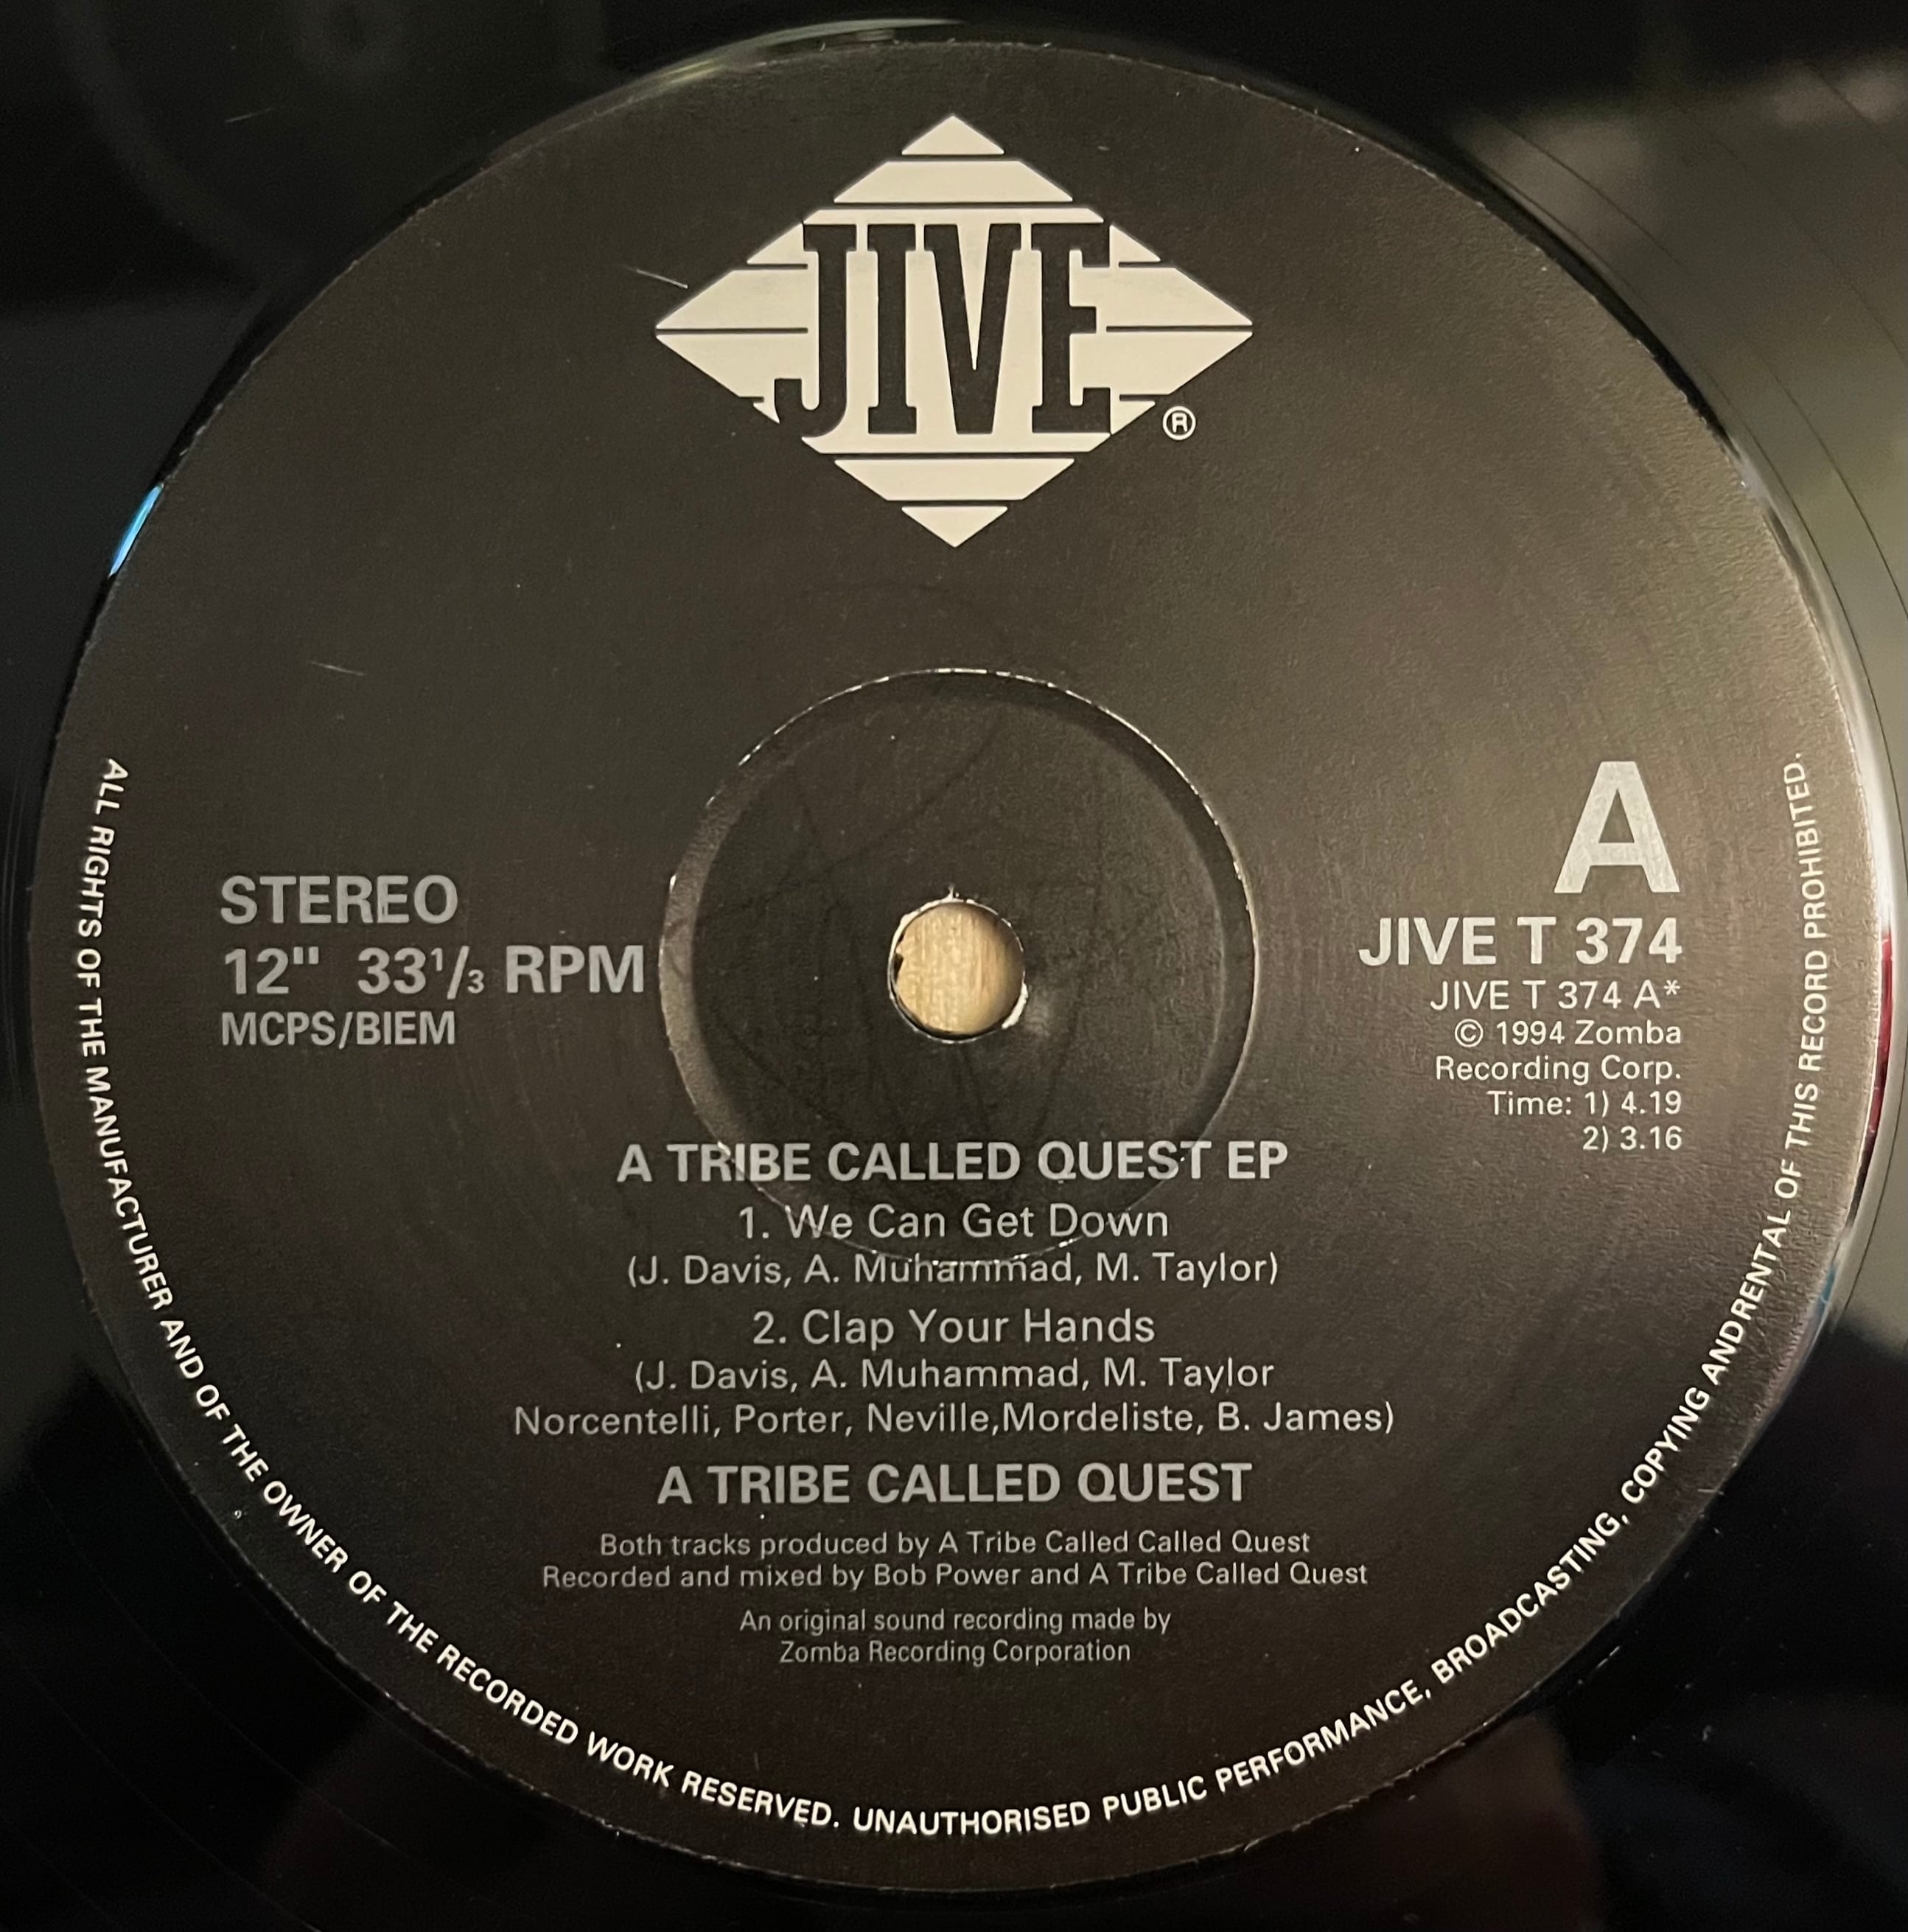 JIVE
®
A
STEREO
12" 33 1/3 RPM
MCPS/BIEM
JIVE T 374
JIVE T 374 A*
© 1994 Zomba
Recording Corp.
Time: 1) 4.19
2) 3.16
A TRIBE CALLED QUEST EP
1. We Can Get Down
(J. Davis, A. Muhammad, M. Taylor)
2. Clap Your Hands
(J. Davis, A. Muhammad, M. Taylor
Norcentelli, Porter, Neville,Mordeliste, B. James)
A TRIBE CALLED QUEST
Both tracks produced by A Tribe Called Called Quest
Recorded and mixed by Bob Power and A Tribe Called Quest
An original sound recording made by
Zomba Recording Corporation
ALL RIGHTS OF THE MANUFACTURER AND OF THE OWNER OF THE RECORDED WORK RESERVED. UNAUTHORISED PUBLIC PERFORMANCE, BROADCASTING, COPYING ANDRENTAL OF THIS RECORD PROHIBITED.